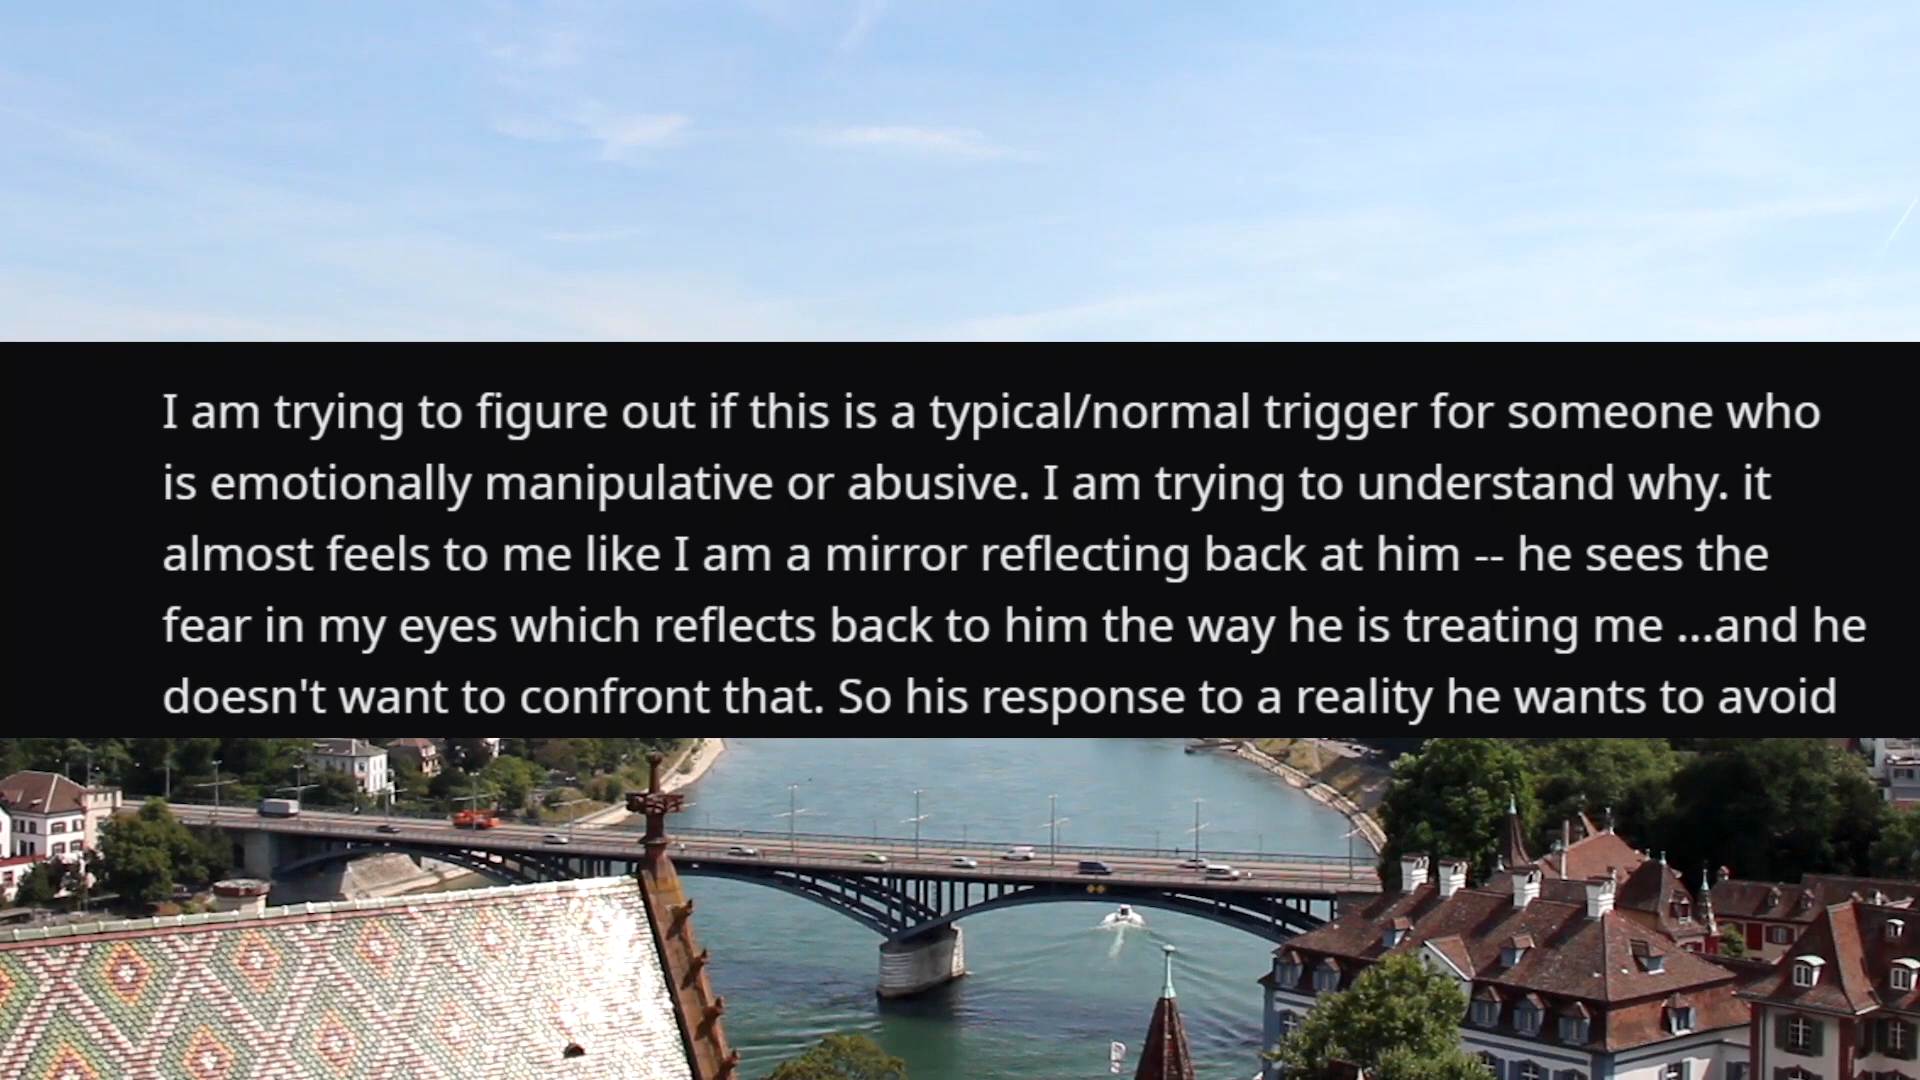 I am trying to figure out if this is a typical/normal trigger for someone who
is emotionally manipulative or abusive. I am trying to understand why. it
almost feels to me like I am a mirror reflecting back at him -- he sees the
fear in my eyes which reflects back to him the way he is treating me ...and he
doesn't want to confront that. So his response to a reality he wants to avoid